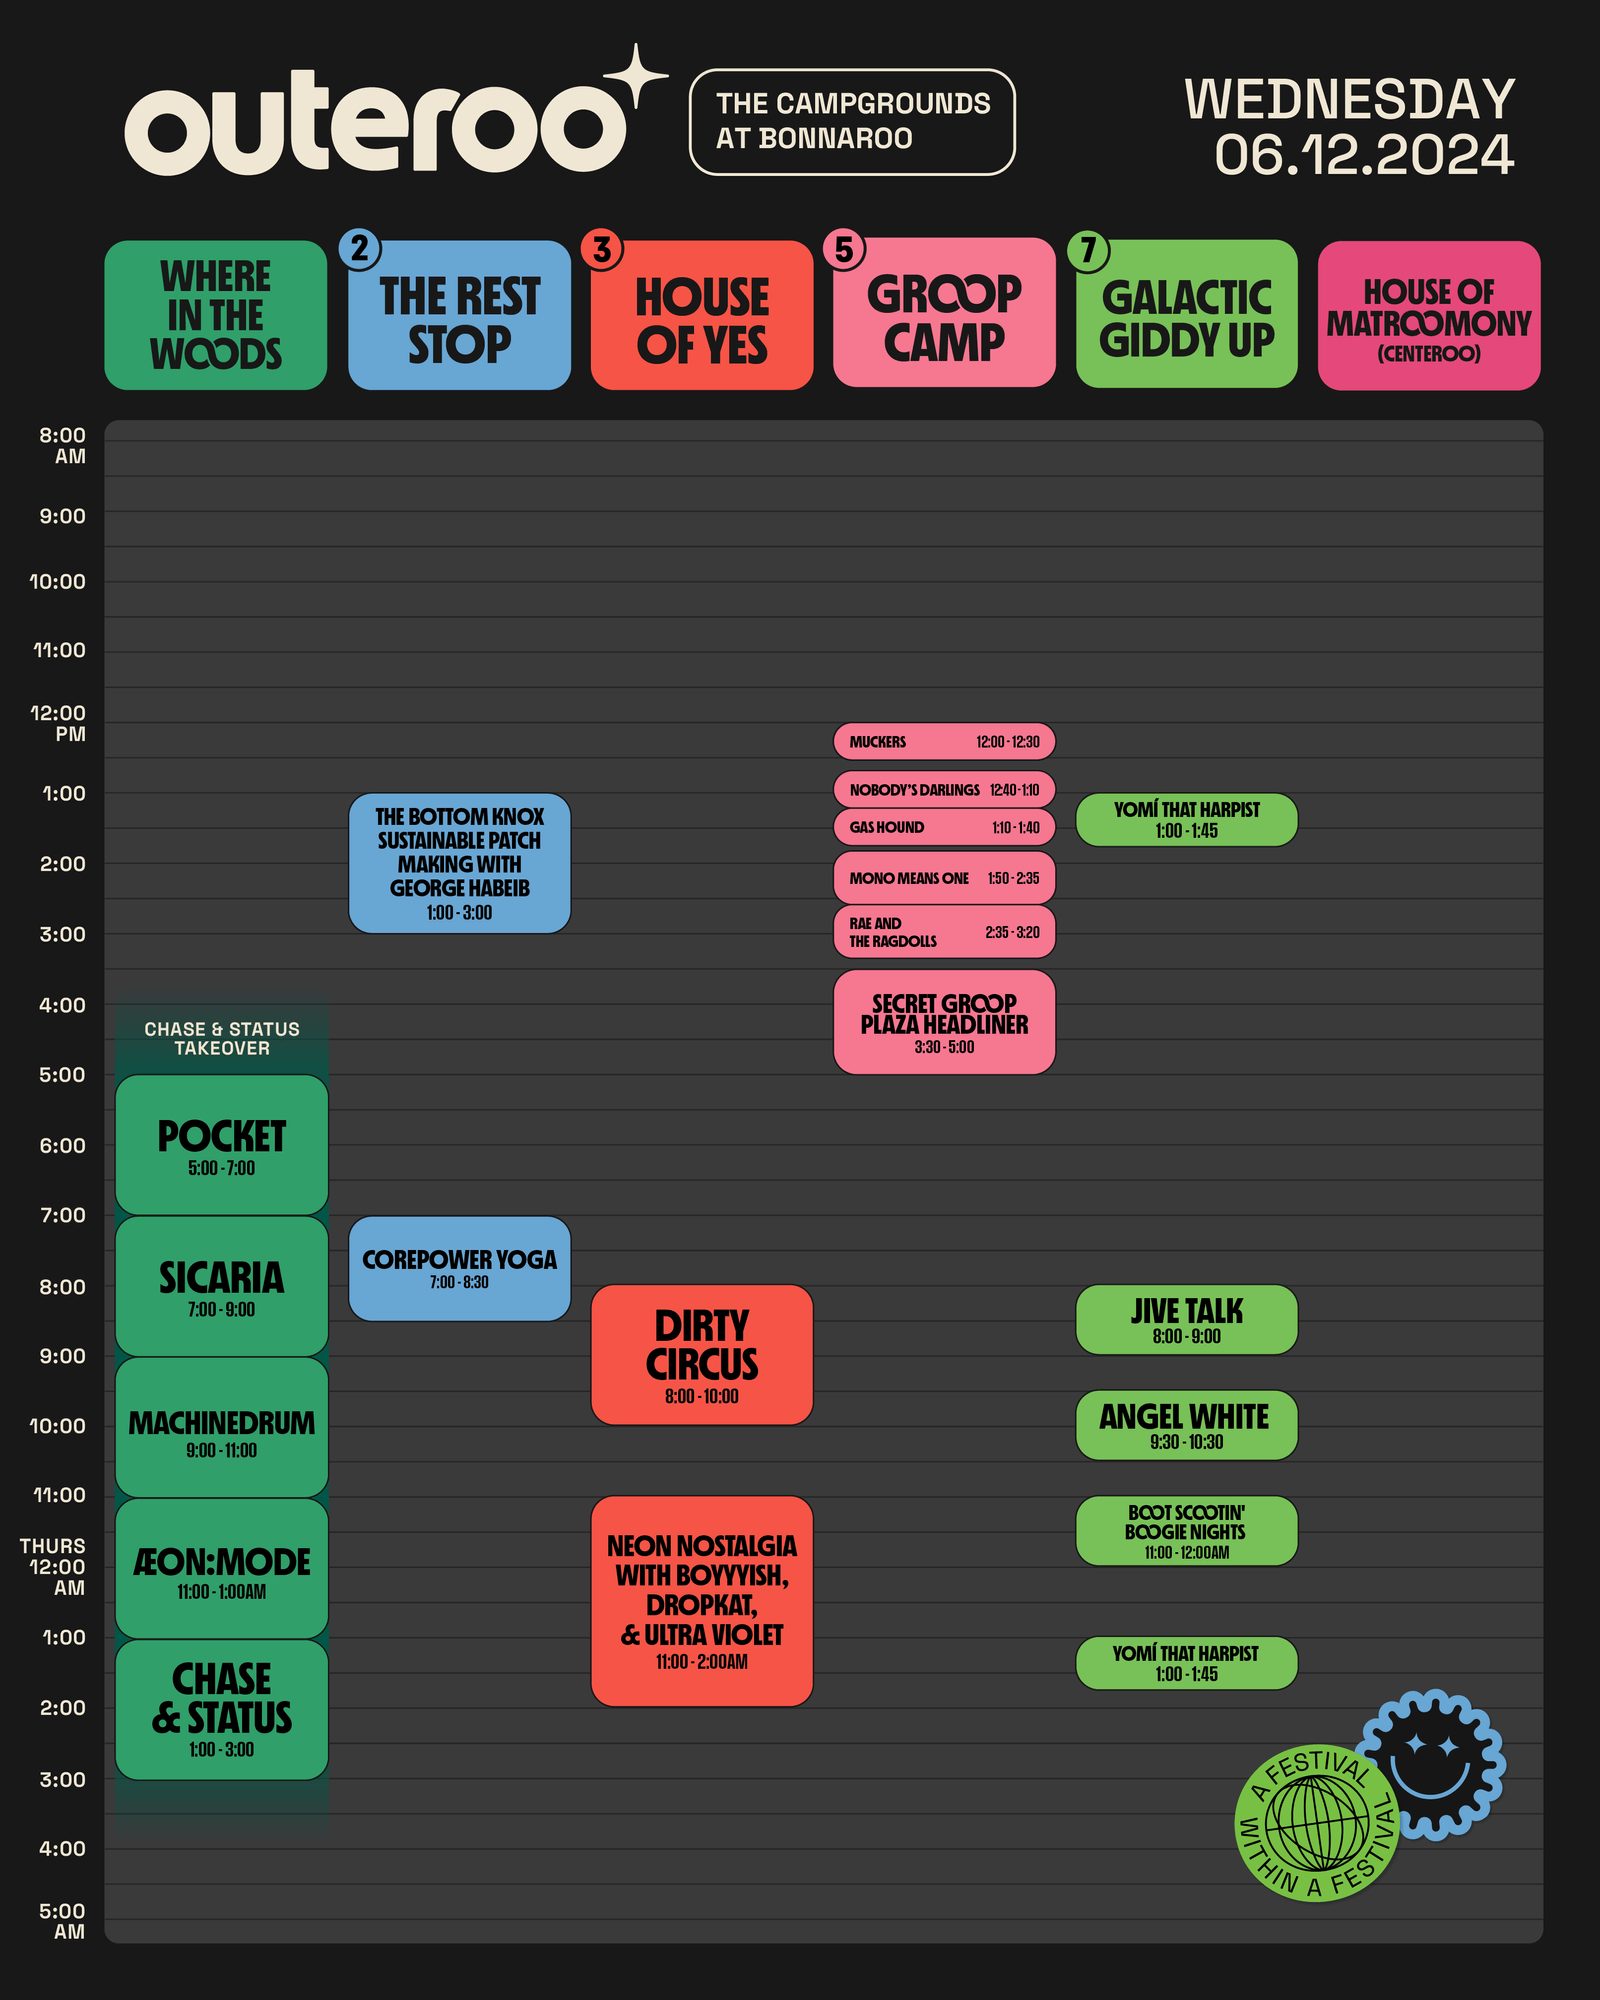 outeroo
THE CAMPGROUNDS
AT BONNAROO
WEDNESDAY
06.12.2024
WHERE
IN THE
WOODS
2
THE REST
STOP
3
HOUSE
OF YES
5
GROOP
CAMP
7
GALACTIC
GIDDY UP
HOUSE OF
MATROOMONY
(CENTEROO)
8:00
AM
9:00
10:00
11:00
12:00
PM
1:00
2:00
3:00
4:00
5:00
6:00
7:00
8:00
9:00
10:00
11:00
THURS
12:00
AM
1:00
2:00
3:00
4:00
5:00
AM
CHASE & STATUS
TAKEOVER
POCKET
5:00 - 7:00
SICARIA
7:00 - 9:00
MACHINEDRUM
9:00 - 11:00
ÆON:MODE
11:00 - 1:00AM
CHASE
& STATUS
1:00 - 3:00
THE BOTTOM KNOX
SUSTAINABLE PATCH
MAKING WITH
GEORGE HABEIB
1:00 - 3:00
COREPOWER YOGA
7:00 - 8:30
DIRTY
CIRCUS
8:00 - 10:00
NEON NOSTALGIA
WITH BOYYYISH,
DROPKAT,
& ULTRA VIOLET
11:00 - 2:00AM
MUCKERS 12:00 - 12:30
NOBODY'S DARLINGS 12:40 - 1:10
GAS HOUND 1:10 - 1:40
MONO MEANS ONE 1:50 - 2:35
RAE AND
THE RAGDOLLS 2:35 - 3:20
SECRET GROOP
PLAZA HEADLINER
3:30 - 5:00
YOMÍ THAT HARPIST
1:00 - 1:45
JIVE TALK
8:00 - 9:00
ANGEL WHITE
9:30 - 10:30
BOOT SCOOTIN'
BOOGIE NIGHTS
11:00 - 12:00AM
YOMÍ THAT HARPIST
1:00 - 1:45
A FESTIVAL
WITHIN A FESTIVAL